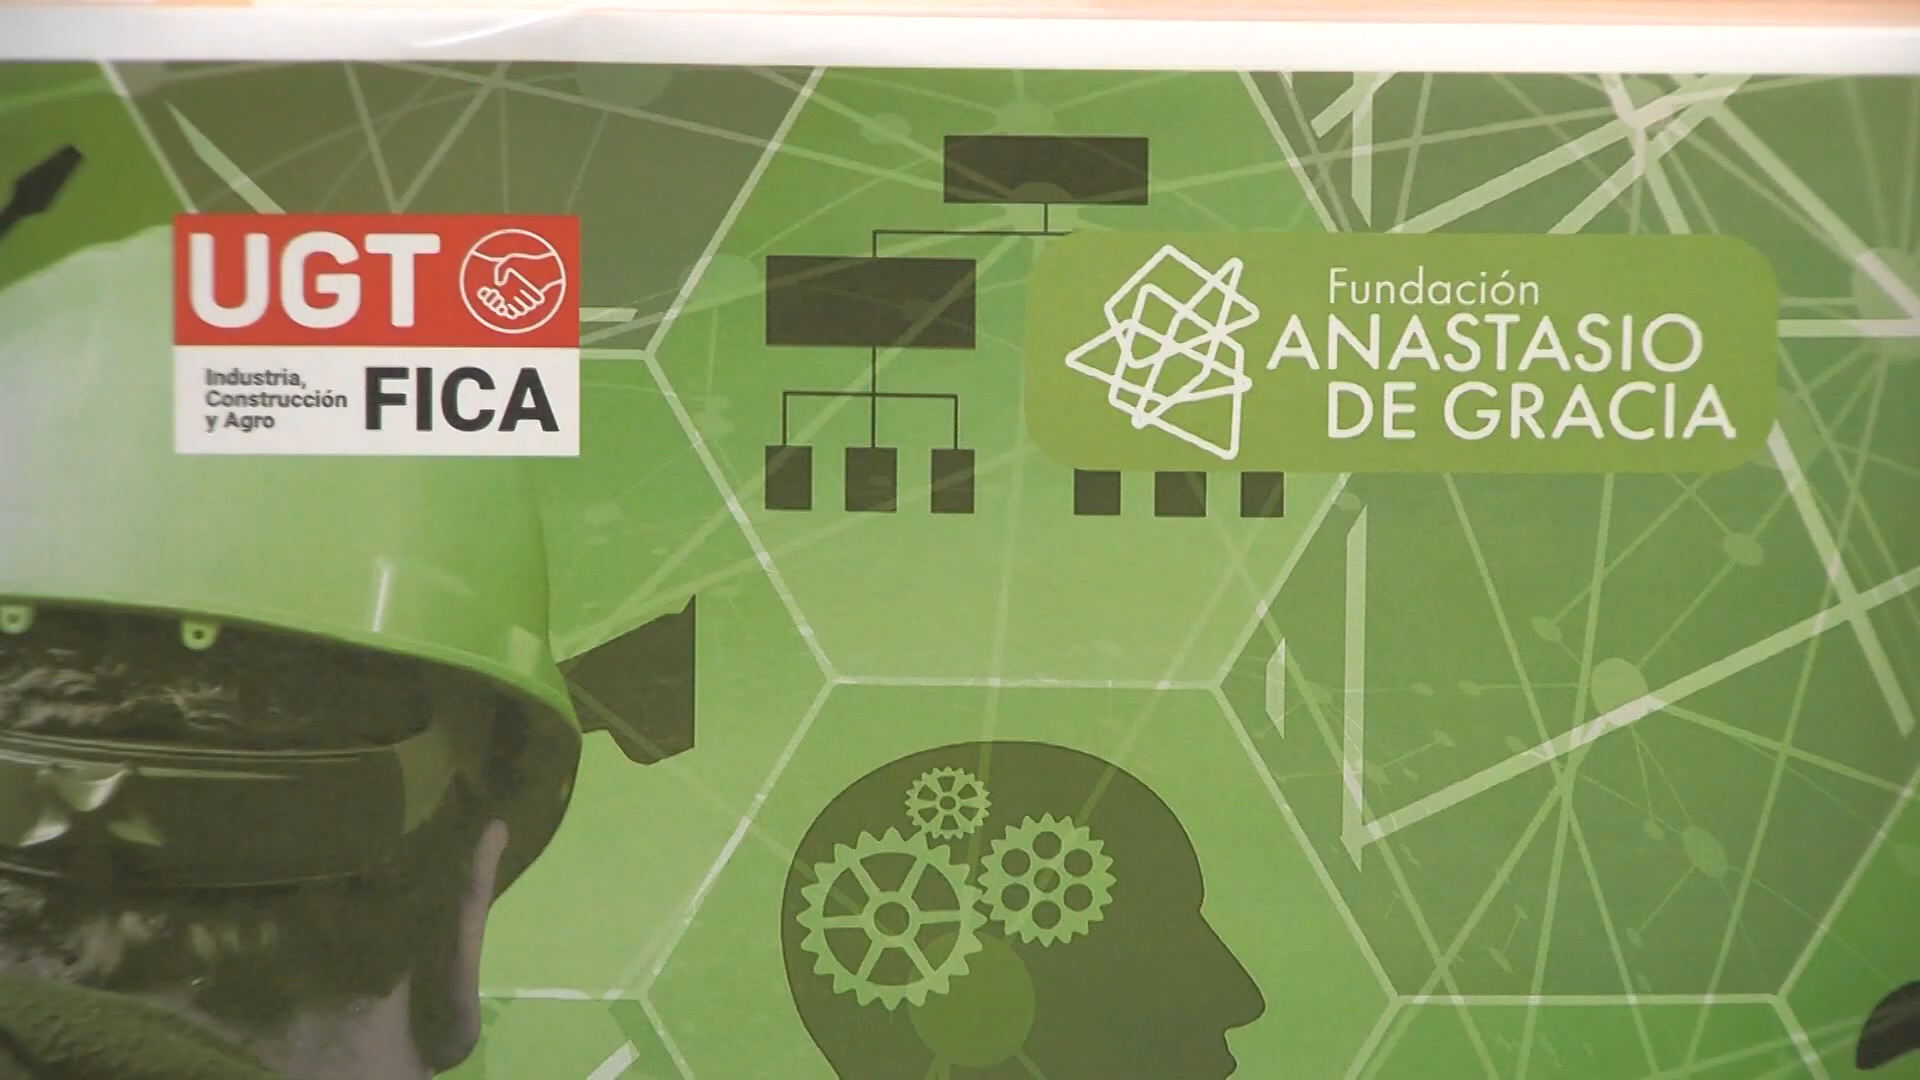 UGT
Industria,
Construcción
y Agro
FICA
Fundación
ANASTASIO
DE GRACIA